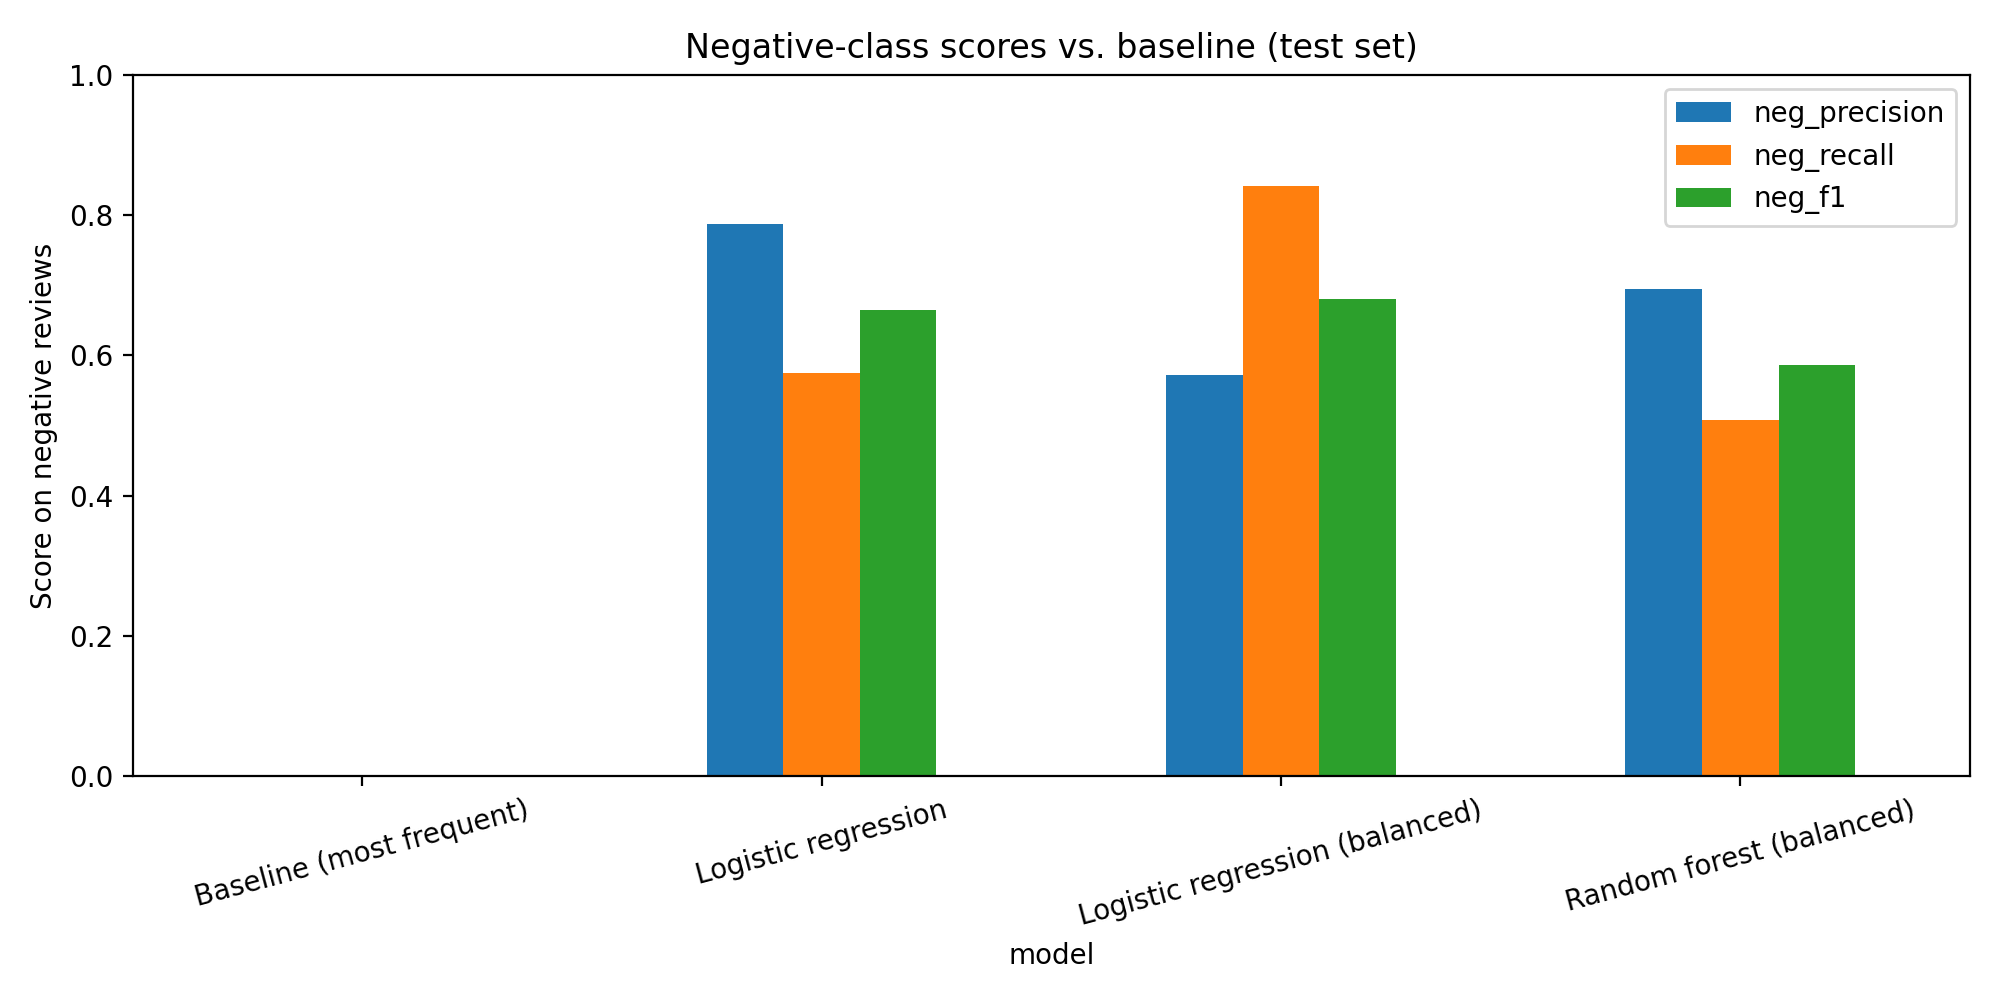 Negative-class scores vs. baseline (test set)
1.0
0.8
0.6
0.4
0.2
0.0
Score on negative reviews
neg_precision
neg_recall
neg_f1
Baseline (most frequent)
Logistic regression
Logistic regression (balanced)
Random forest (balanced)
model